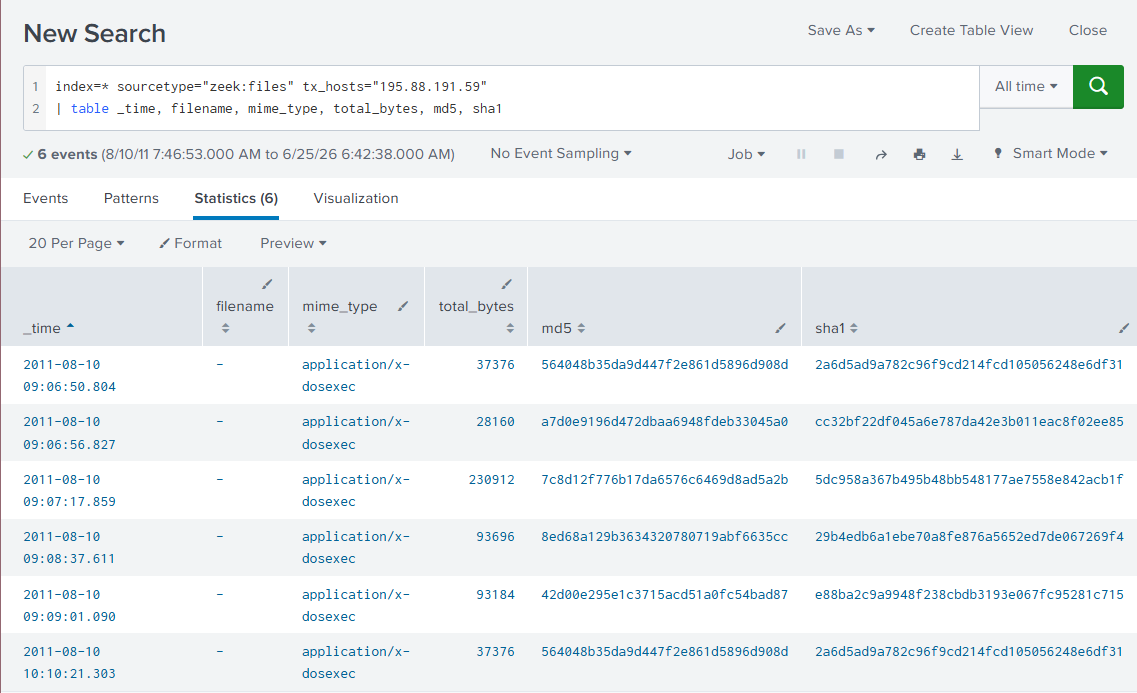 New Search
Save As
Create Table View
Close
1 index=* sourcetype="zeek:files" tx_hosts="195.88.191.59"
2 | table _time, filename, mime_type, total_bytes, md5, sha1
All time
✓ 6 events (8/10/11 7:46:53.000 AM to 6/25/26 6:42:38.000 AM)
No Event Sampling
Job
Smart Mode
Events
Patterns
Statistics (6)
Visualization
20 Per Page
Format
Preview
_time
filename
mime_type
total_bytes
md5
sha1
2011-08-10 09:06:50.804 - application/x-dosexec 37376 564048b35da9d447f2e861d5896d908d 2a6d5ad9a782c96f9cd214fcd105056248e6df31
2011-08-10 09:06:56.827 - application/x-dosexec 28160 a7d0e9196d472dbaa6948fdeb33045a0 cc32bf22df045a6e787da42e3b011eac8f02ee85
2011-08-10 09:07:17.859 - application/x-dosexec 230912 7c8d12f776b17da6576c6469d8ad5a2b 5dc958a367b495b48bb548177ae7558e842acb1f
2011-08-10 09:08:37.611 - application/x-dosexec 93696 8ed68a129b3634320780719abf6635cc 29b4edb6a1ebe70a8fe876a5652ed7de067269f4
2011-08-10 09:09:01.090 - application/x-dosexec 93184 42d00e295e1c3715acd51a0fc54bad87 e88ba2c9a9948f238cbdb3193e067fc95281c715
2011-08-10 10:10:21.303 - application/x-dosexec 37376 564048b35da9d447f2e861d5896d908d 2a6d5ad9a782c96f9cd214fcd105056248e6df31